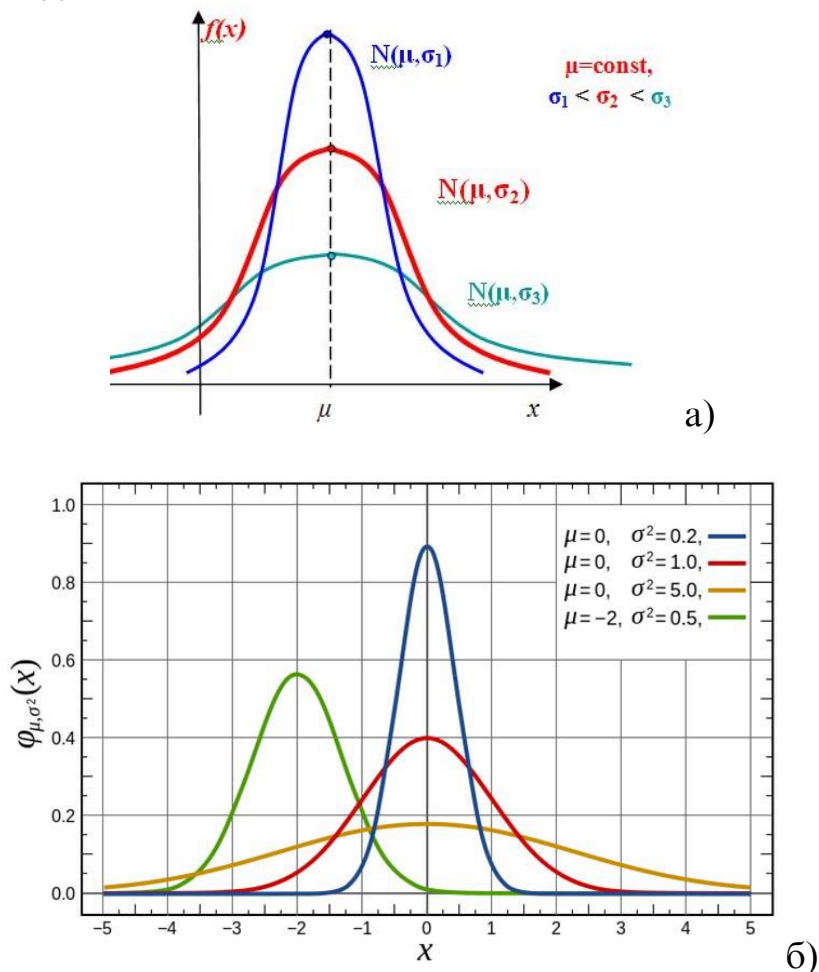 f(x)
N(μ,σ₁)
μ=const,
σ₁ < σ₂ < σ₃
N(μ,σ₂)
N(μ,σ₃)
μ
x
а)
1.0
0.8
0.6
0.4
0.2
0.0
φμ,σ²(x)
μ=0, σ²=0.2,
μ=0, σ²=1.0,
μ=0, σ²=5.0,
μ=−2, σ²=0.5,
−5 −4 −3 −2 −1 0 1 2 3 4 5
x
б)